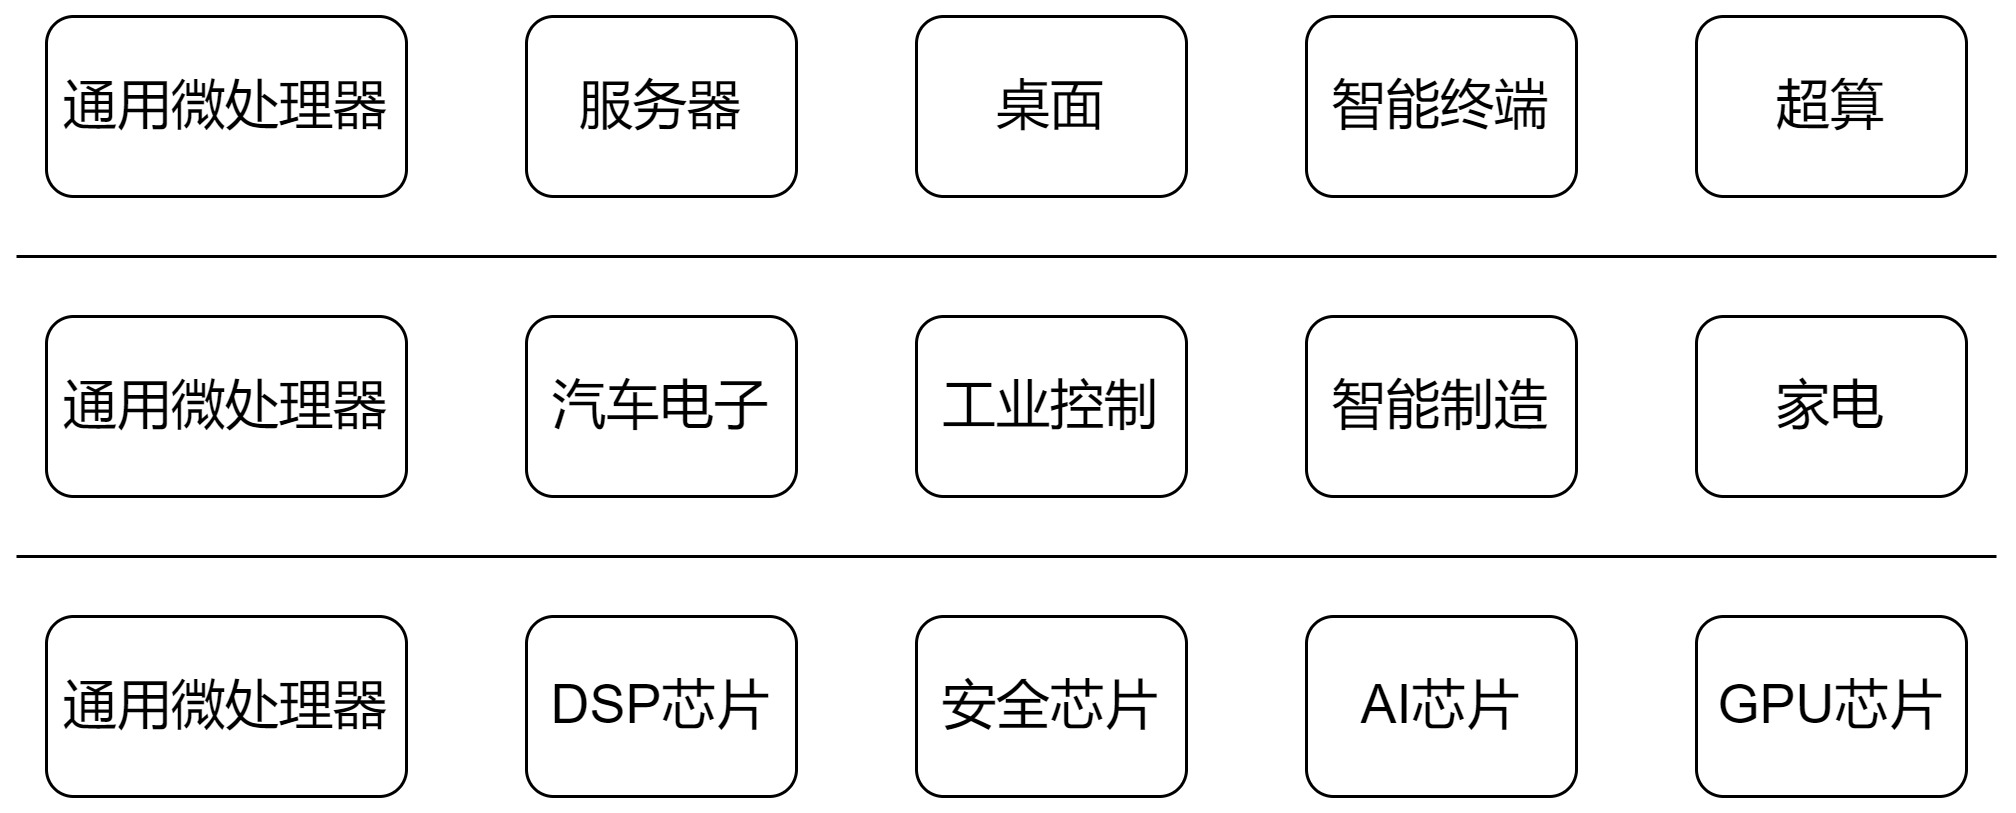 通用微处理器 服务器 桌面 智能终端 超算
通用微处理器 汽车电子 工业控制 智能制造 家电
通用微处理器 DSP芯片 安全芯片 AI芯片 GPU芯片